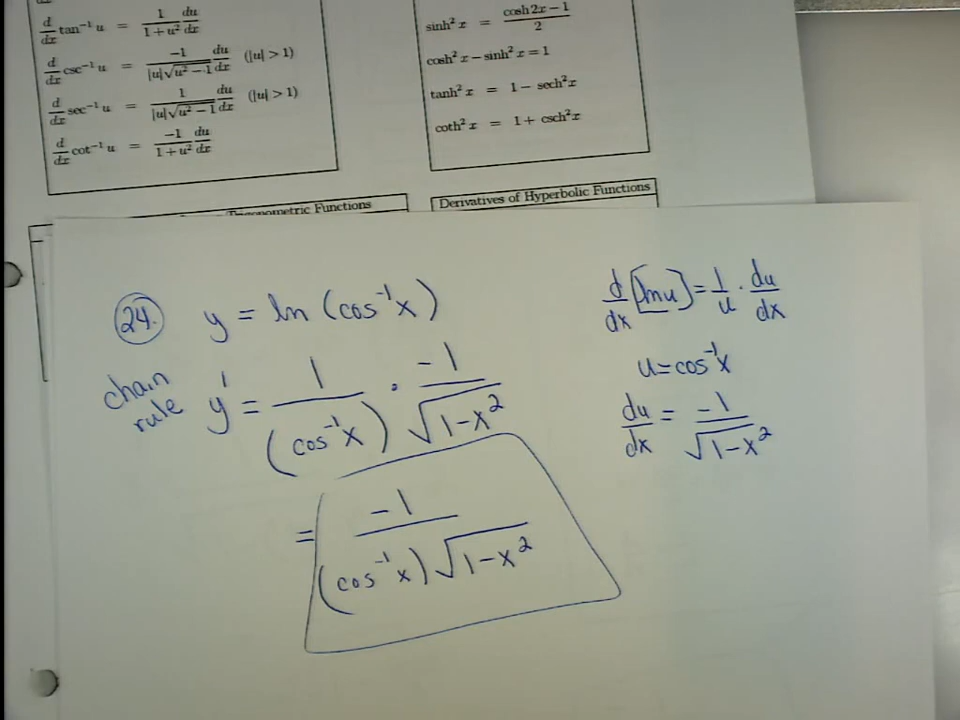 d/dx tan⁻¹ u = 1/(1+u²) du/dx
d/dx csc⁻¹ u = -1/(|u|√(u²-1)) du/dx (|u| > 1)
d/dx sec⁻¹ u = 1/(|u|√(u²-1)) du/dx (|u| > 1)
d/dx cot⁻¹ u = -1/(1+u²) du/dx
sinh² x = (cosh 2x - 1)/2
cosh² x - sinh² x = 1
tanh² x = 1 - sech² x
coth² x = 1 + csch² x
Trigonometric Functions
Derivatives of Hyperbolic Functions
24. y = ln (cos⁻¹x)
chain rule y' = 1/(cos⁻¹x) · -1/√(1-x²)
= -1/((cos⁻¹x)√(1-x²))
d/dx [ln u] = 1/u · du/dx
u = cos⁻¹x
du/dx = -1/√(1-x²)